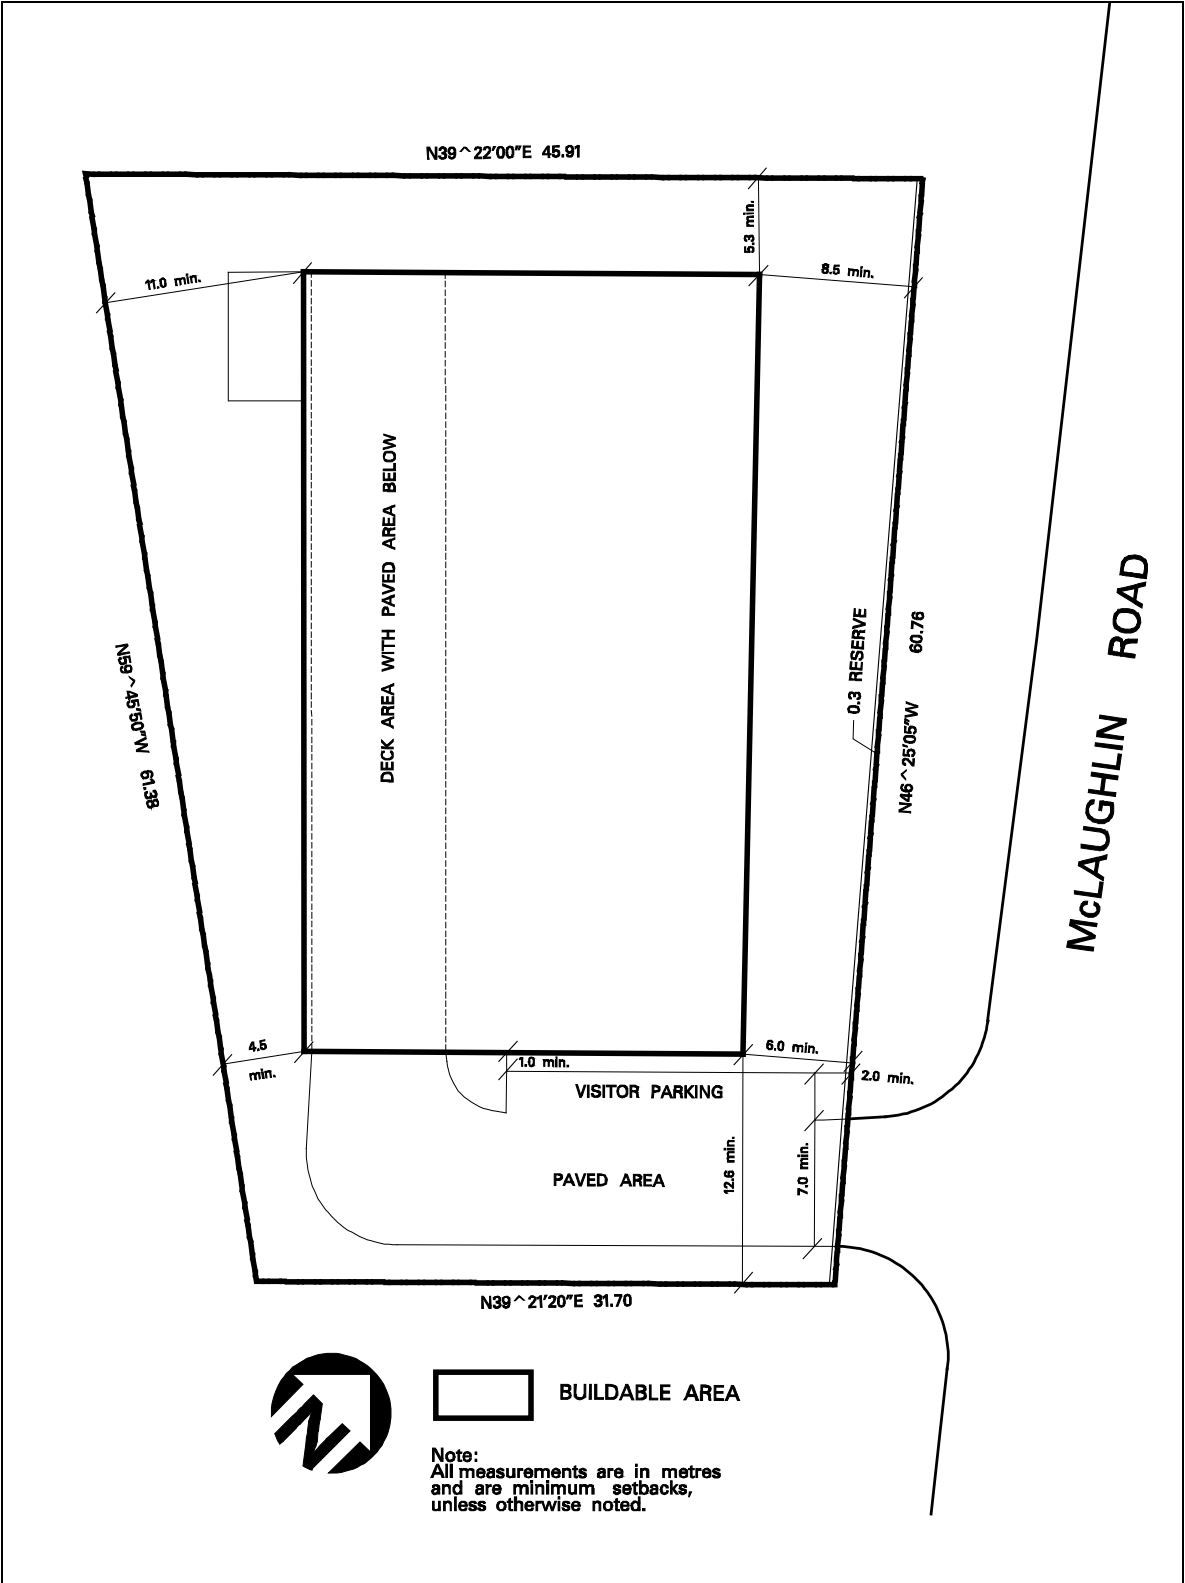 N39^22'00"E 45.91
5.3 min.
11.0 min.
8.5 min.
DECK AREA WITH PAVED AREA BELOW
0.3 RESERVE
N46^25'05"W 60.76
McLAUGHLIN ROAD
N59^45'50"W 61.38
4.5
min.
1.0 min.
6.0 min.
2.0 min.
VISITOR PARKING
12.6 min.
7.0 min.
PAVED AREA
N39^21'20"E 31.70
N
BUILDABLE AREA
Note:
All measurements are in metres
and are minimum setbacks,
unless otherwise noted.